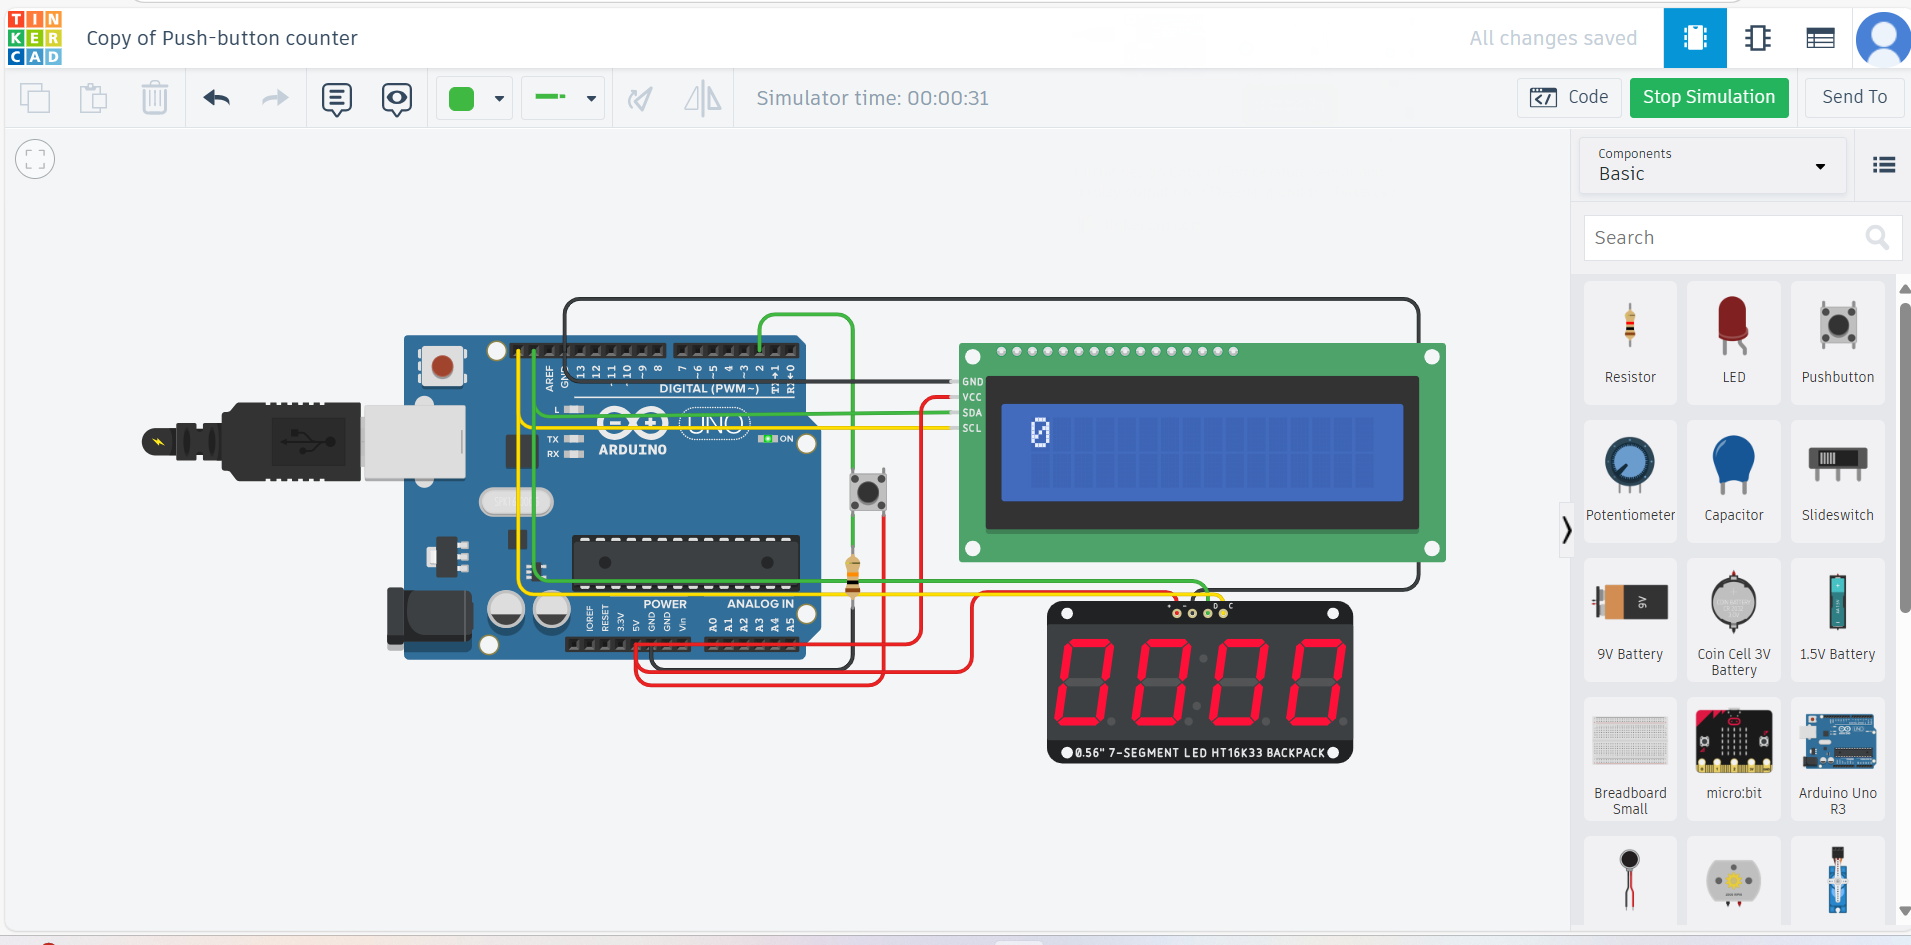 TIN
KER
CAD
Copy of Push-button counter
All changes saved
Simulator time: 00:00:31
Code
Stop Simulation
Send To
Components
Basic
Search
Resistor
LED
Pushbutton
Potentiometer
Capacitor
Slideswitch
9V
9V Battery
Coin Cell 3V
Battery
1.5V Battery
Breadboard
Small
micro:bit
Arduino Uno
R3
AREF
GND
13
12
~11
~10
~9
8
7
~6
~5
4
~3
2
TX→1
RX←0
DIGITAL (PWM~)
L
TX
RX
ARDUINO
UNO
ON
IOREF
RESET
3.3V
5V
GND
GND
Vin
POWER
ANALOG IN
A0
A1
A2
A3
A4
A5
GND
VCC
SDA
SCL
0
+ - D C
0000
0.56" 7-SEGMENT LED HT16K33 BACKPACK